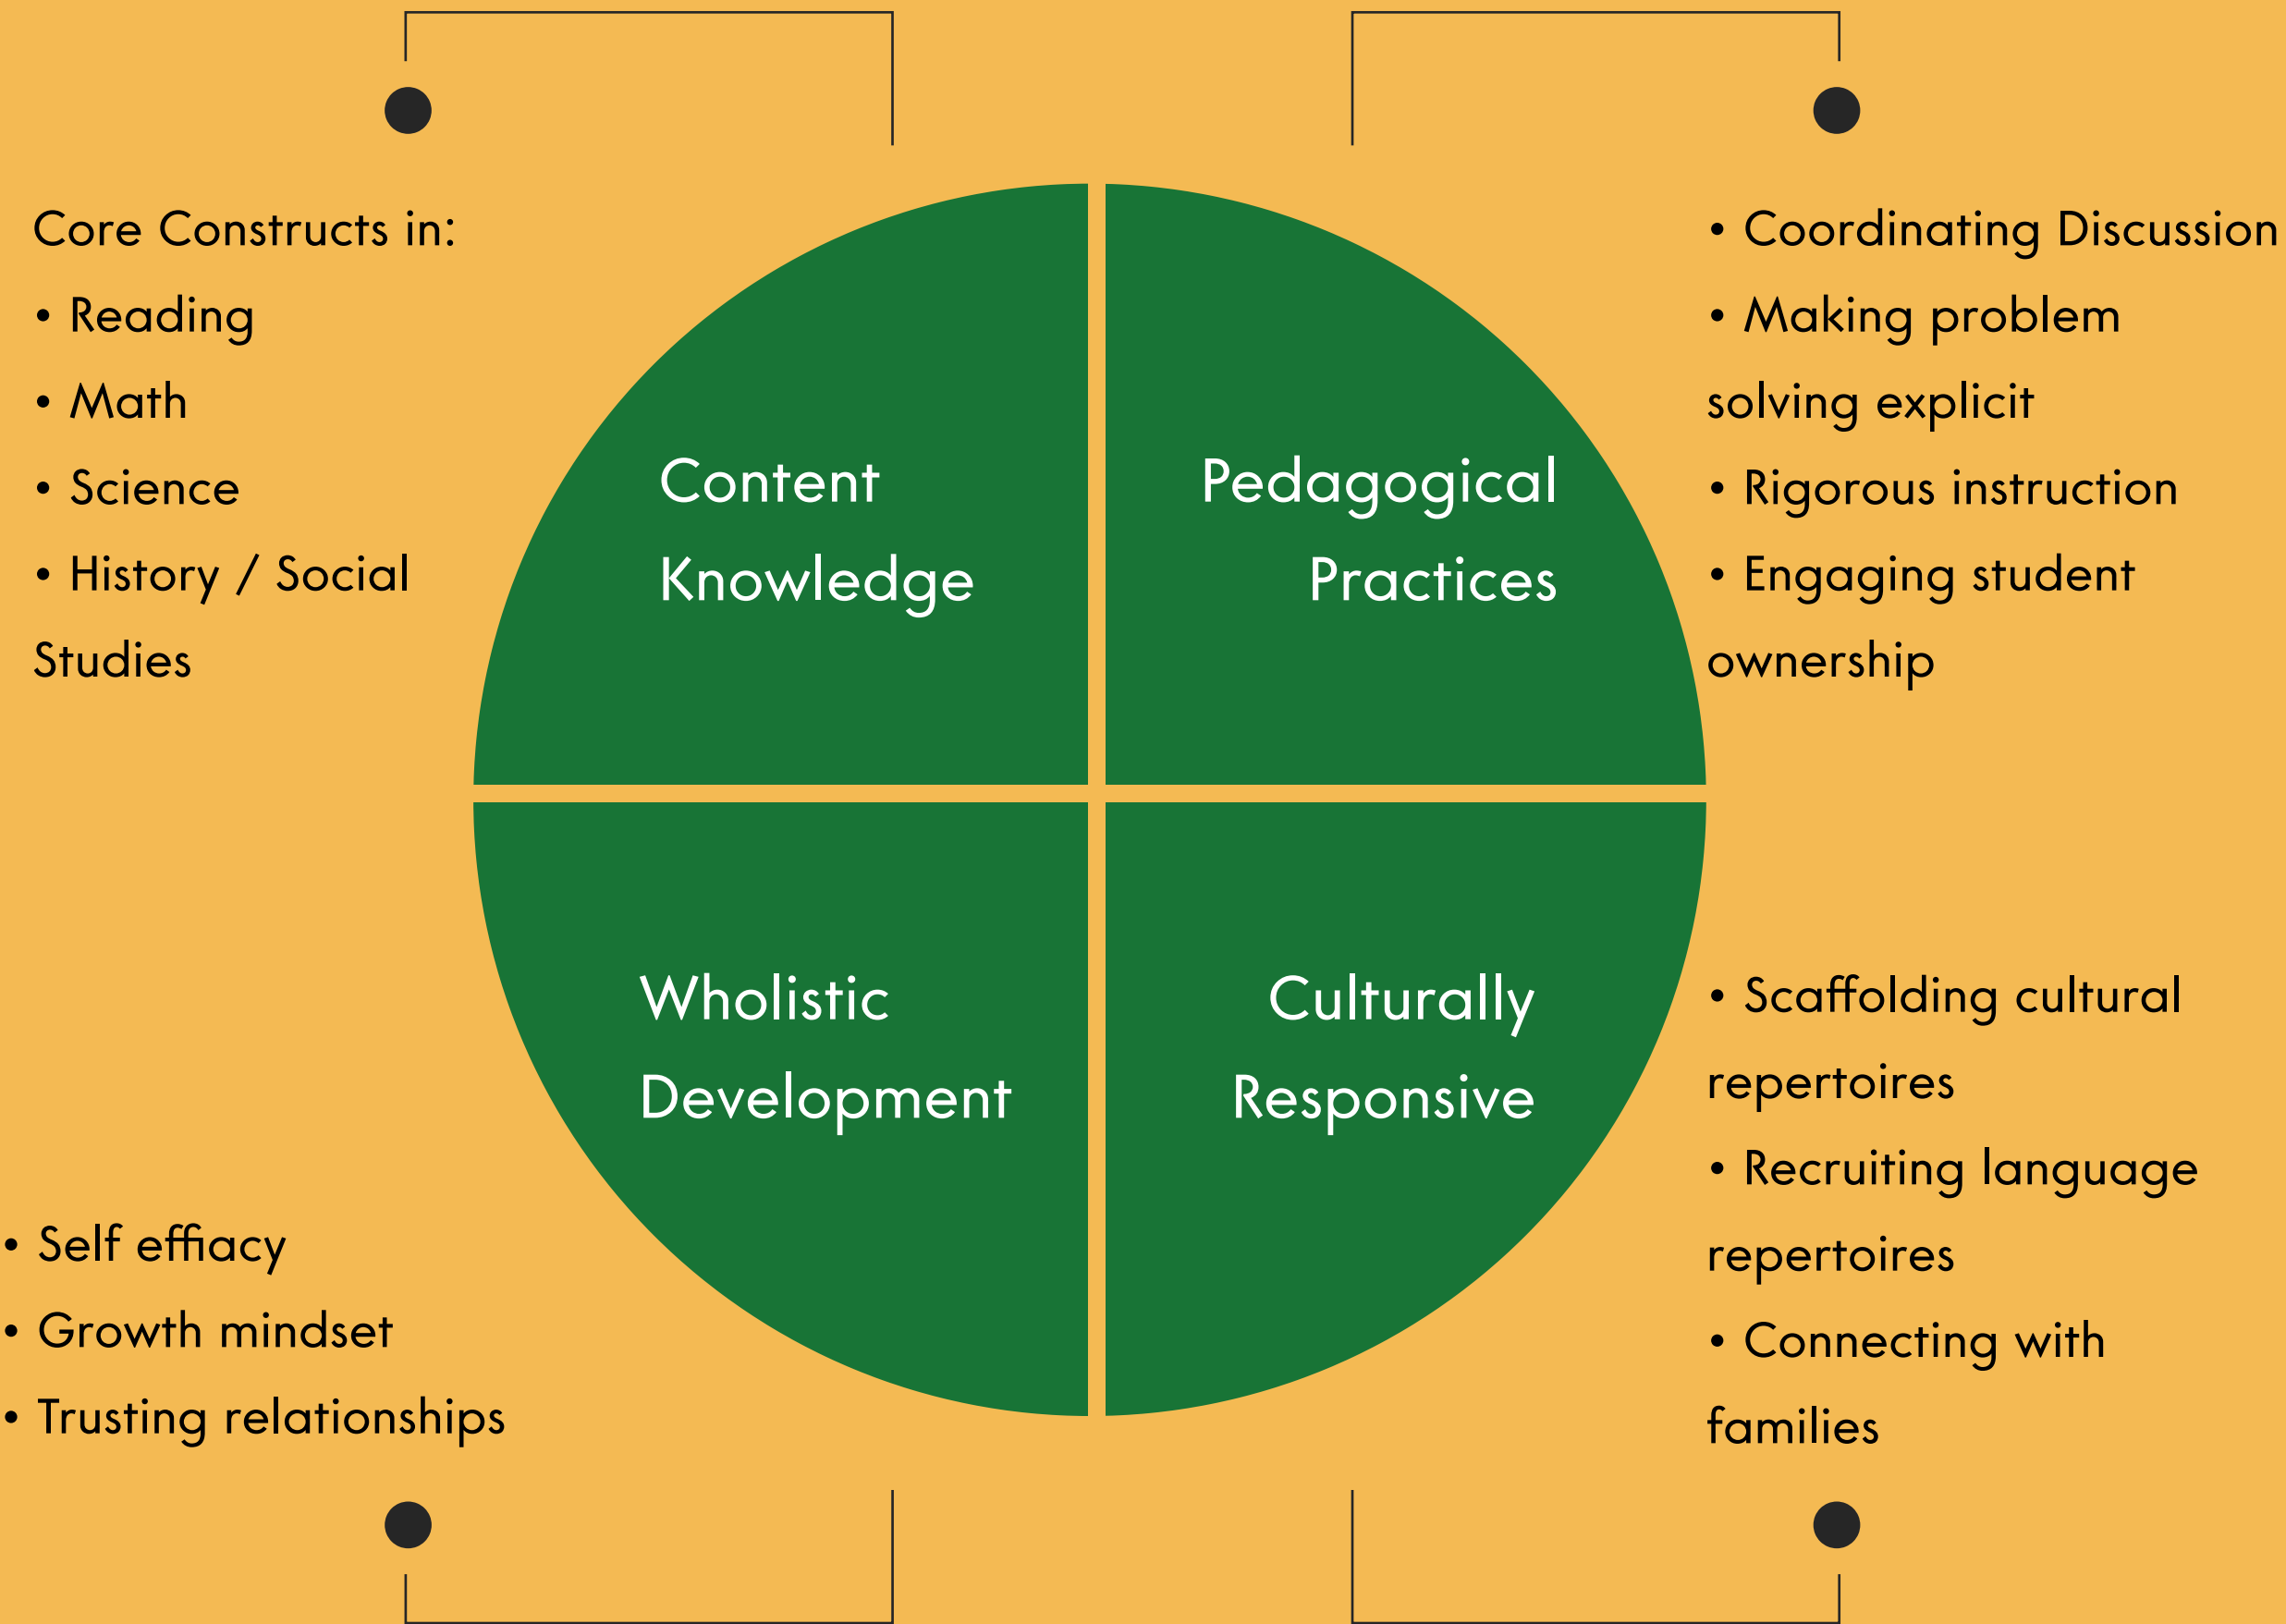 Core Constructs in:
• Reading
• Math
• Science
• History / Social
Studies
Content
Knowledge
Pedagogical
Practices
• Coordinating Discussion
• Making problem
solving explicit
• Rigorous instruction
• Engaging student
ownership
Wholistic
Development
Culturally
Responsive
• Self efficacy
• Growth mindset
• Trusting relationships
• Scaffolding cultural
repertoires
• Recruiting language
repertoires
• Connecting with
families